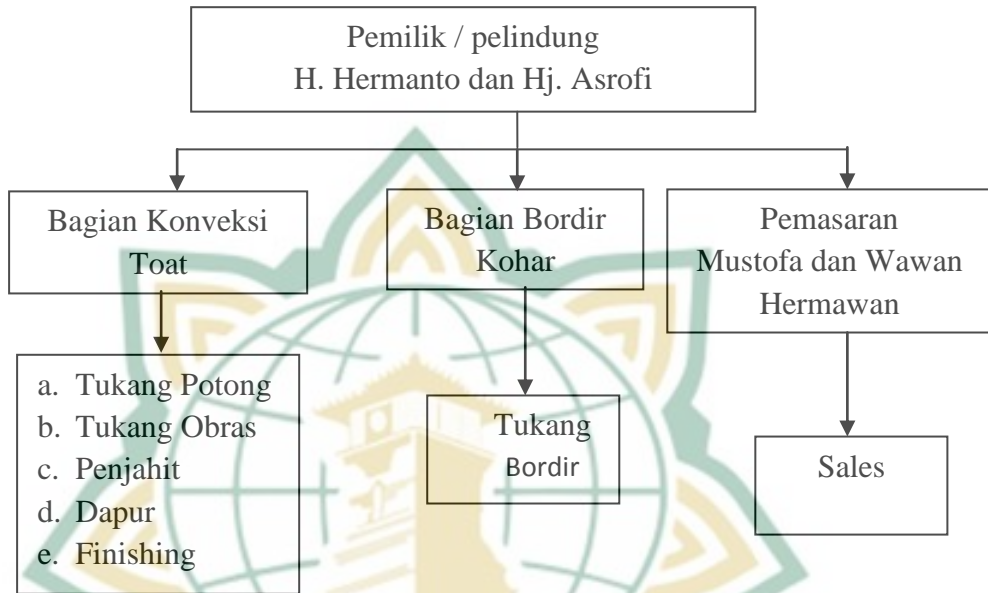 Pemilik / pelindung
H. Hermanto dan Hj. Asrofi
Bagian Konveksi
Toat
Bagian Bordir
Kohar
Pemasaran
Mustofa dan Wawan
Hermawan
a. Tukang Potong
b. Tukang Obras
c. Penjahit
d. Dapur
e. Finishing
Tukang
Bordir
Sales